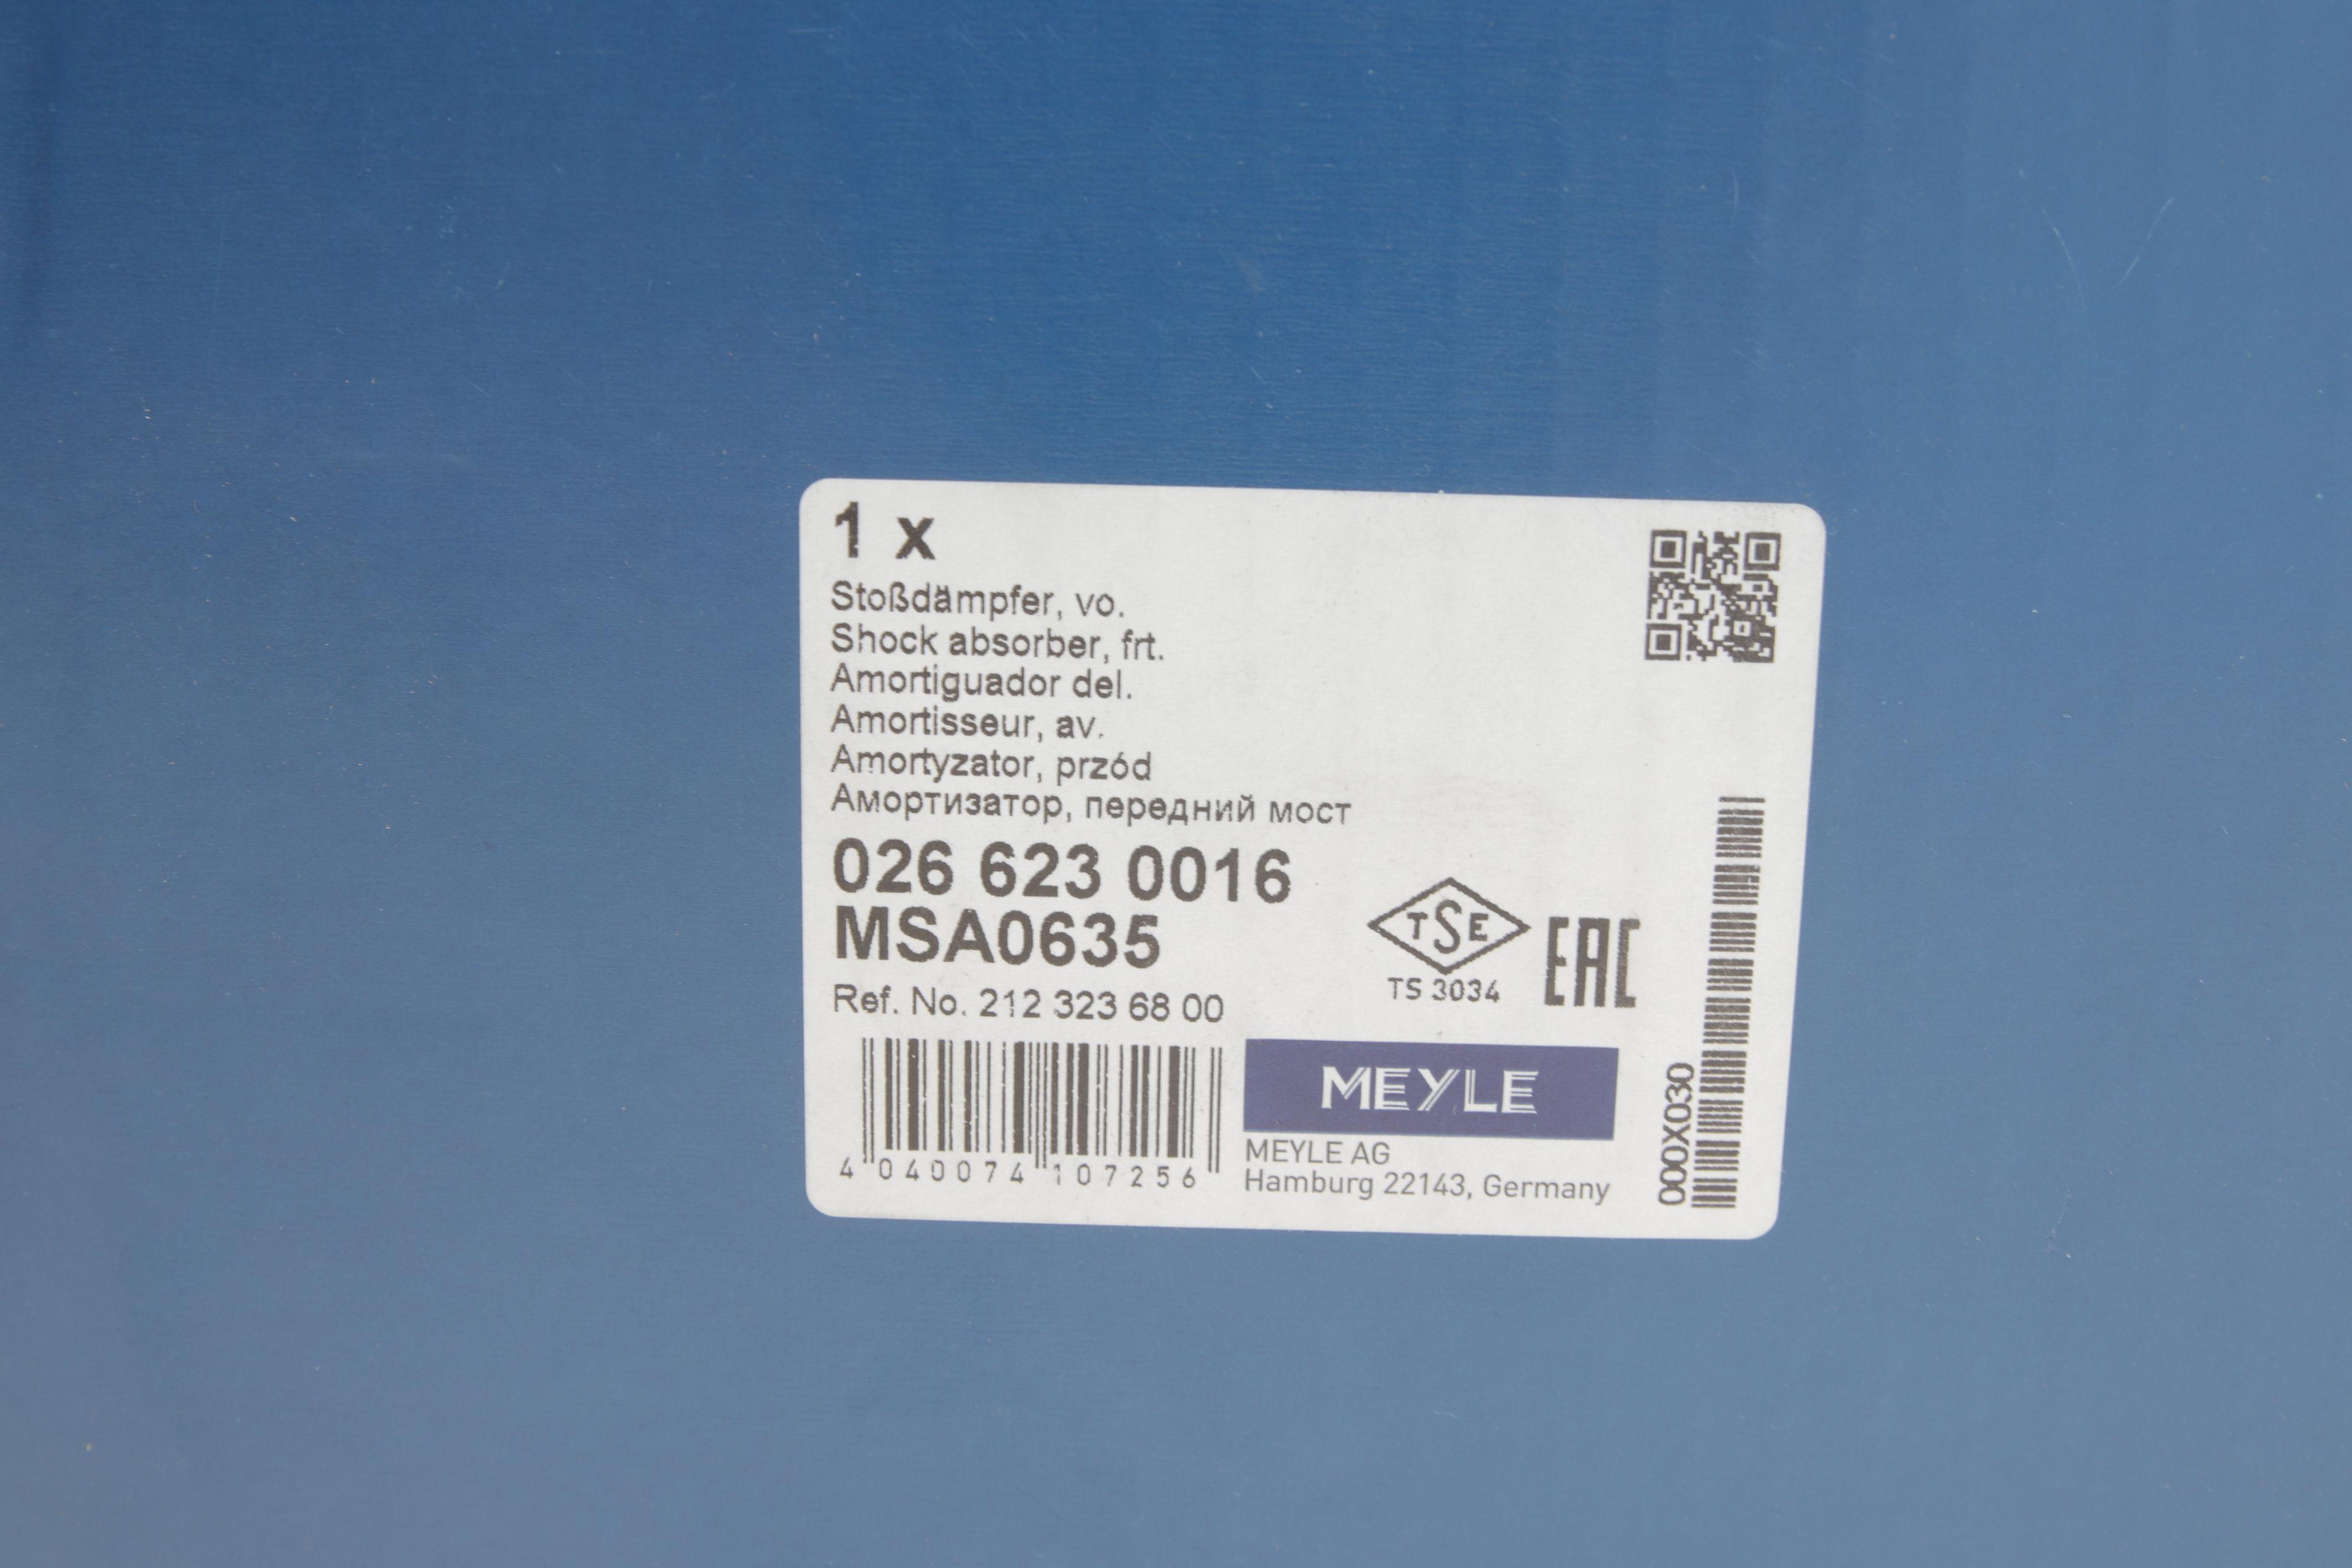 1 x
Stoßdämpfer, vo.
Shock absorber, frt.
Amortiguador del.
Amortisseur, av.
Amortyzator, przód
Амортизатор, передний мост
026 623 0016
MSA0635
Ref. No. 212 323 68 00
TSE
TS 3034
EAC
4 040074 107256
MEYLE
MEYLE AG
Hamburg 22143, Germany
000X030